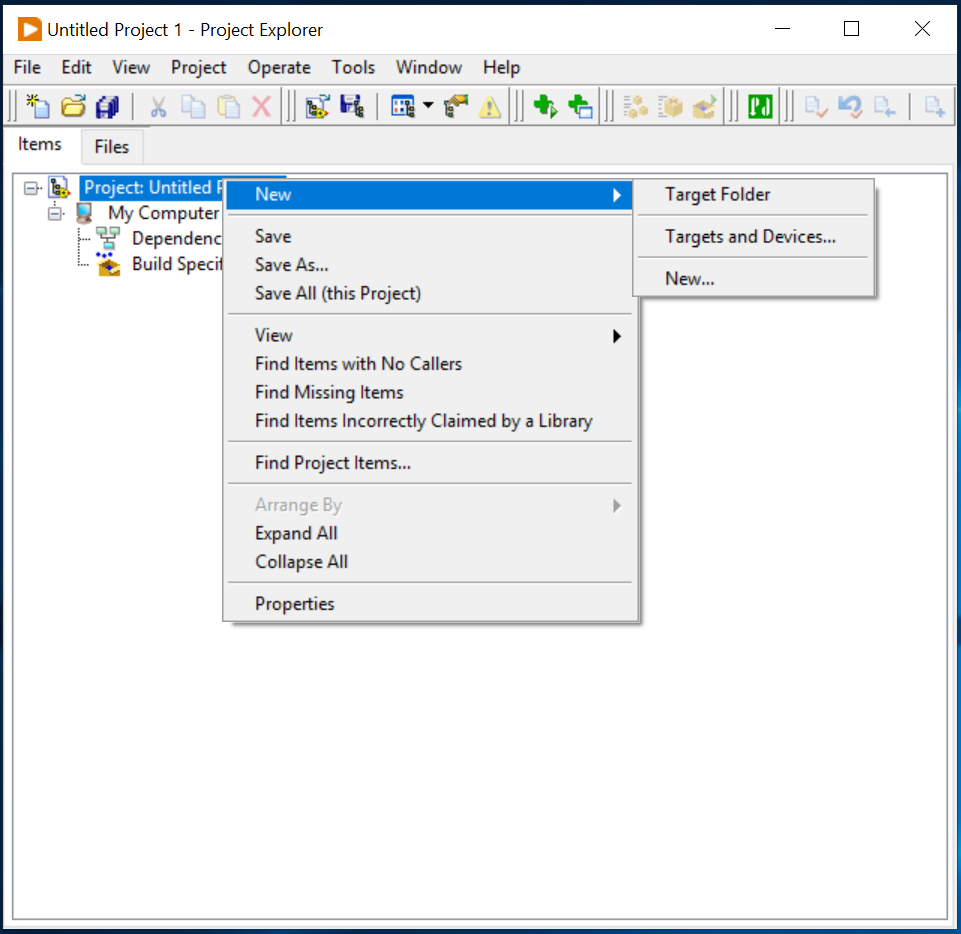 Untitled Project 1 - Project Explorer
File Edit View Project Operate Tools Window Help
Items Files
Project: Untitled
My Computer
Dependenc
Build Specif
New
Save
Save As...
Save All (this Project)
View
Find Items with No Callers
Find Missing Items
Find Items Incorrectly Claimed by a Library
Find Project Items...
Arrange By
Expand All
Collapse All
Properties
Target Folder
Targets and Devices...
New...